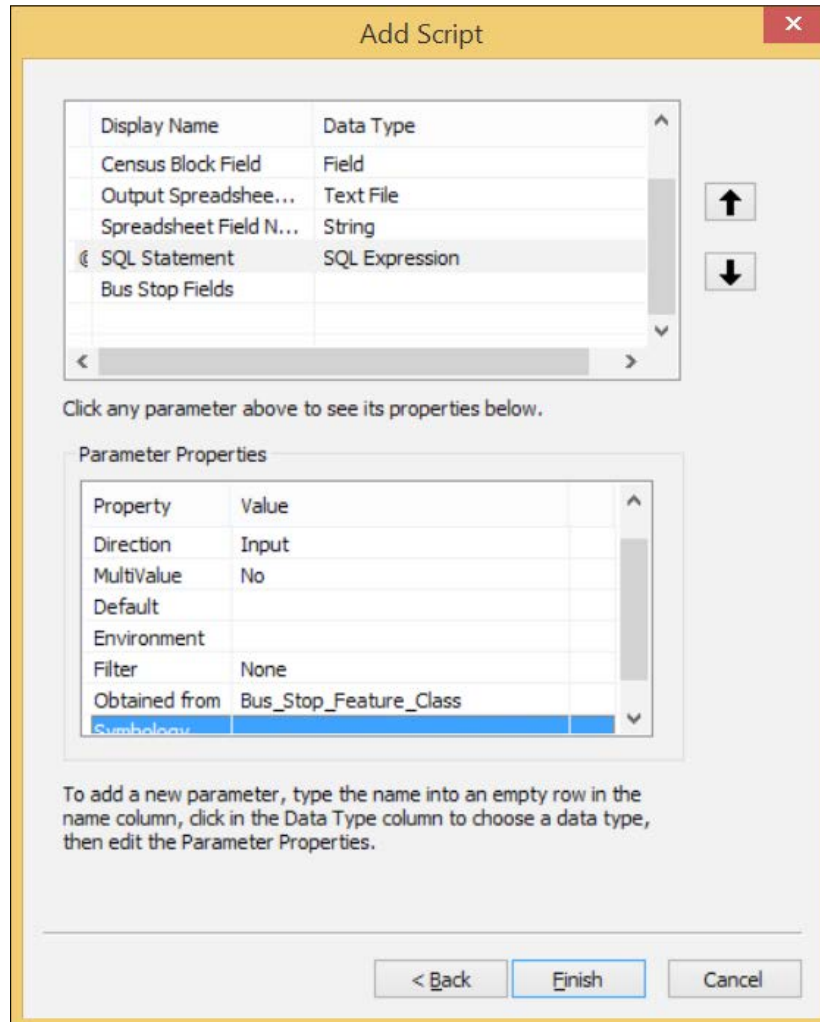 Add Script
Display Name Data Type
Census Block Field Field
Output Spreadshee... Text File
Spreadsheet Field N... String
SQL Statement SQL Expression
Bus Stop Fields
Click any parameter above to see its properties below.
Parameter Properties
Property Value
Direction Input
MultiValue No
Default
Environment
Filter None
Obtained from Bus_Stop_Feature_Class
Symbology
To add a new parameter, type the name into an empty row in the
name column, click in the Data Type column to choose a data type,
then edit the Parameter Properties.
< Back Finish Cancel